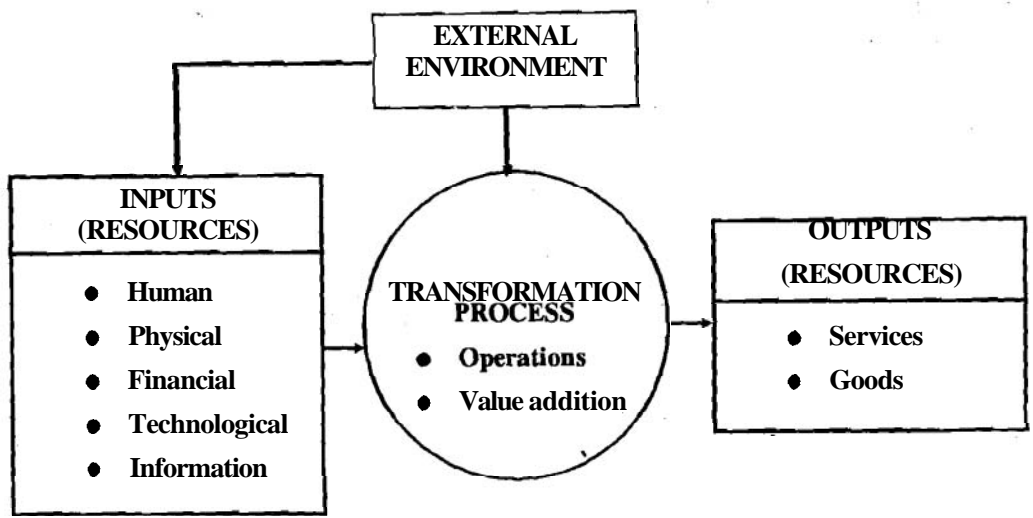 EXTERNAL
ENVIRONMENT
INPUTS
(RESOURCES)
● Human
● Physical
● Financial
● Technological
● Information
TRANSFORMATION
PROCESS
● Operations
● Value addition
OUTPUTS
(RESOURCES)
● Services
● Goods